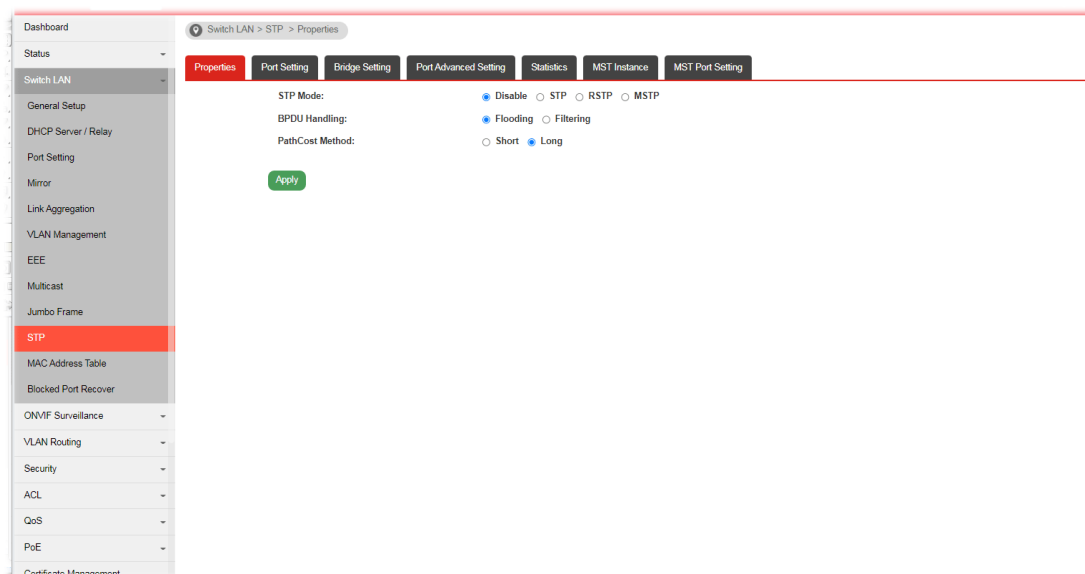 Dashboard
Switch LAN > STP > Properties
Status
Properties Port Setting Bridge Setting Port Advanced Setting Statistics MST Instance MST Port Setting
Switch LAN
STP Mode: Disable STP RSTP MSTP
General Setup
BPDU Handling: Flooding Filtering
DHCP Server / Relay
PathCost Method: Short Long
Port Setting
Mirror
Apply
Link Aggregation
VLAN Management
EEE
Multicast
Jumbo Frame
STP
MAC Address Table
Blocked Port Recover
ONVIF Surveillance
VLAN Routing
Security
ACL
QoS
PoE
Certificate Management